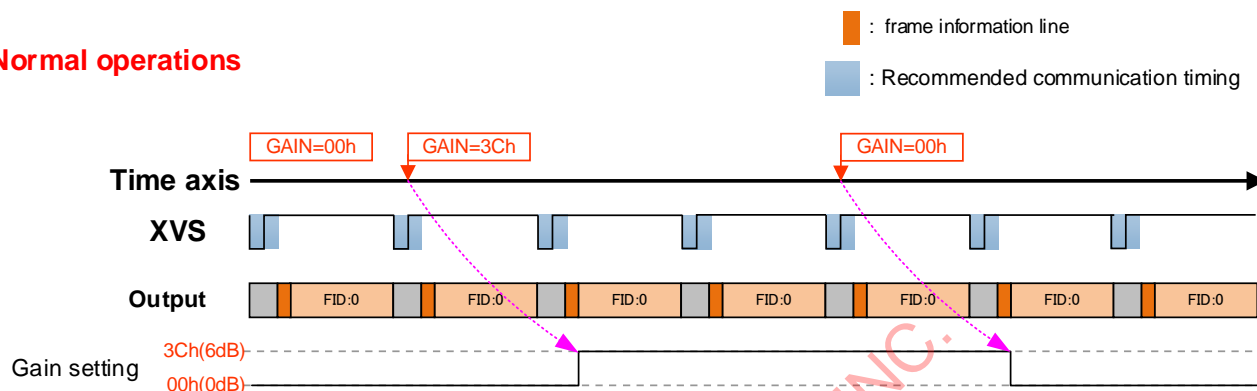 : frame information line
Normal operations
: Recommended communication timing
GAIN=00h GAIN=3Ch GAIN=00h
Time axis
XVS
Output FID:0 FID:0 FID:0 FID:0 FID:0 FID:0 FID:0
3Ch(6dB)
Gain setting
00h(0dB)
INC.